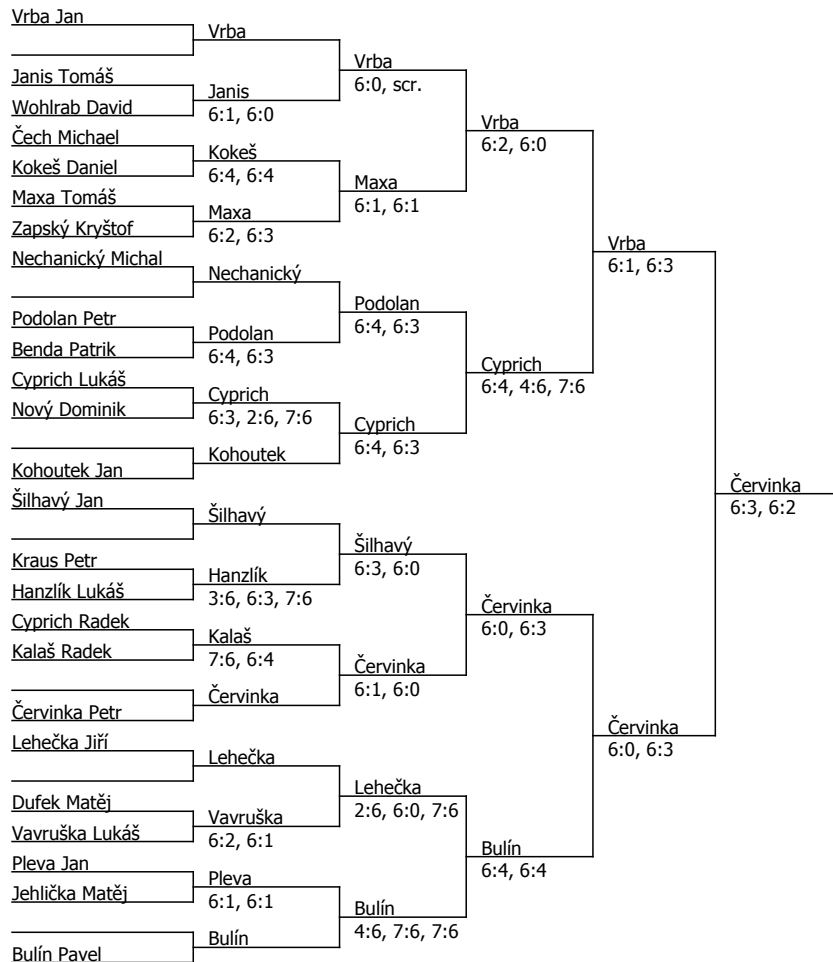 Vrba Jan
Vrba
Vrba
6:0, scr.
Janis Tomáš
Janis
6:1, 6:0
Wohlrab David
Vrba
6:2, 6:0
Čech Michael
Kokeš
6:4, 6:4
Kokeš Daniel
Maxa
6:1, 6:1
Maxa Tomáš
Maxa
6:2, 6:3
Zapský Kryštof
Vrba
6:1, 6:3
Nechanický Michal
Nechanický
Podolan
6:4, 6:3
Podolan Petr
Podolan
6:4, 6:3
Benda Patrik
Cyprich
6:4, 4:6, 7:6
Cyprich Lukáš
Cyprich
6:3, 2:6, 7:6
Nový Dominik
Cyprich
6:4, 6:3
Kohoutek
Kohoutek Jan
Červinka
6:3, 6:2
Šilhavý Jan
Šilhavý
Šilhavý
6:3, 6:0
Kraus Petr
Hanzlík
3:6, 6:3, 7:6
Hanzlík Lukáš
Červinka
6:0, 6:3
Cyprich Radek
Kalaš
7:6, 6:4
Kalaš Radek
Červinka
6:1, 6:0
Červinka
Červinka Petr
Červinka
6:0, 6:3
Lehečka Jiří
Lehečka
Lehečka
2:6, 6:0, 7:6
Dufek Matěj
Vavruška
6:2, 6:1
Vavruška Lukáš
Bulín
6:4, 6:4
Pleva Jan
Pleva
6:1, 6:1
Jehlička Matěj
Bulín
4:6, 7:6, 7:6
Bulín
Bulín Pavel